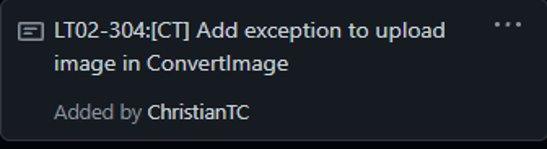 LT02-304:[CT] Add exception to upload
image in ConvertImage
Added by ChristianTC